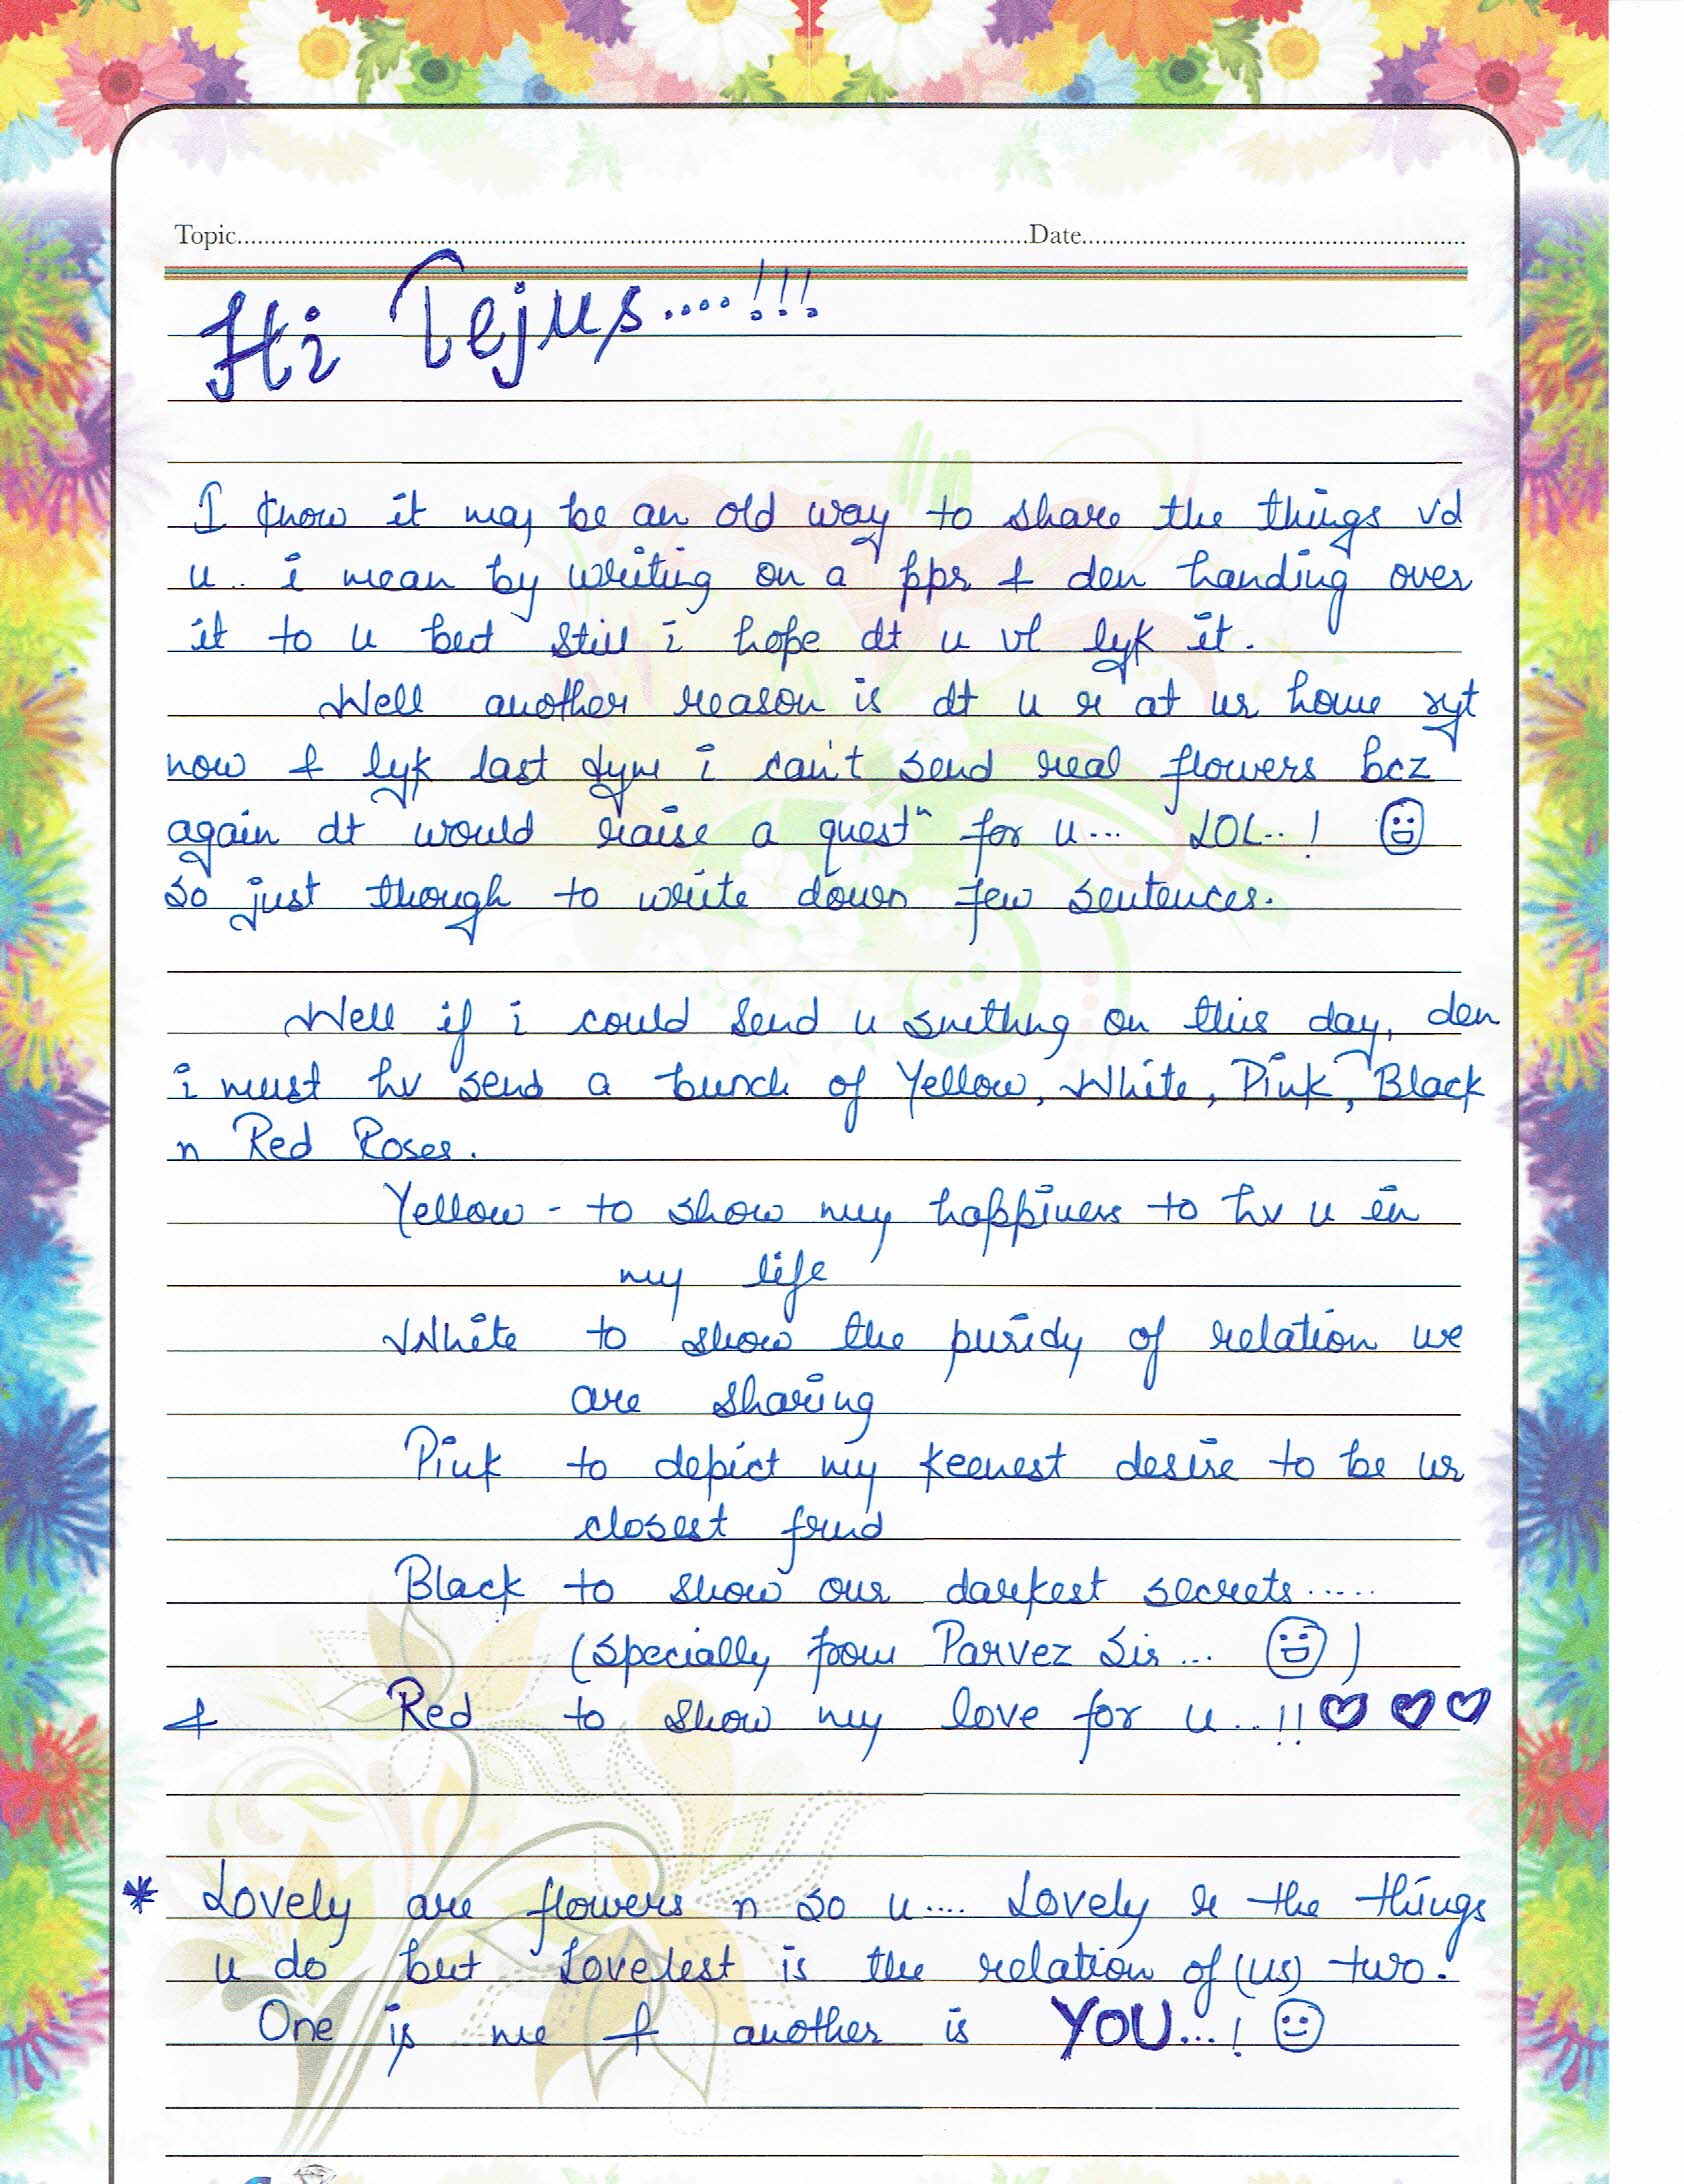 Topic........Date........
Hi Tejus....!!!
I know it may be an old way to share the things vd
u.. i mean by writing on a ppr & den handing over
it to u but still i hope dt u vl lyk it.
Well another reason is dt u r at ur home ryt
now & lyk last tym i can't send real flowers bcz
again dt would raise a questⁿ for u... LOL..!
so just though to write down few sentences.
Well if i could send u smethng on this day, den
i must hv send a bunch of Yellow, White, Pink, Black
n Red Roses.
Yellow - to show my happiness to hv u in
my life
White to show the puridy of relation we
are sharing
Pink to depict my keenest desire to be ur
closest frnd
Black to show our darkest secrets.....
(specially from Parvez Sir... )
& Red to show my love for u..!!
* Lovely are flowers n so u.... Lovely r the things
u do but Lovelest is the relation of (us) two.
One is me & another is YOU...!